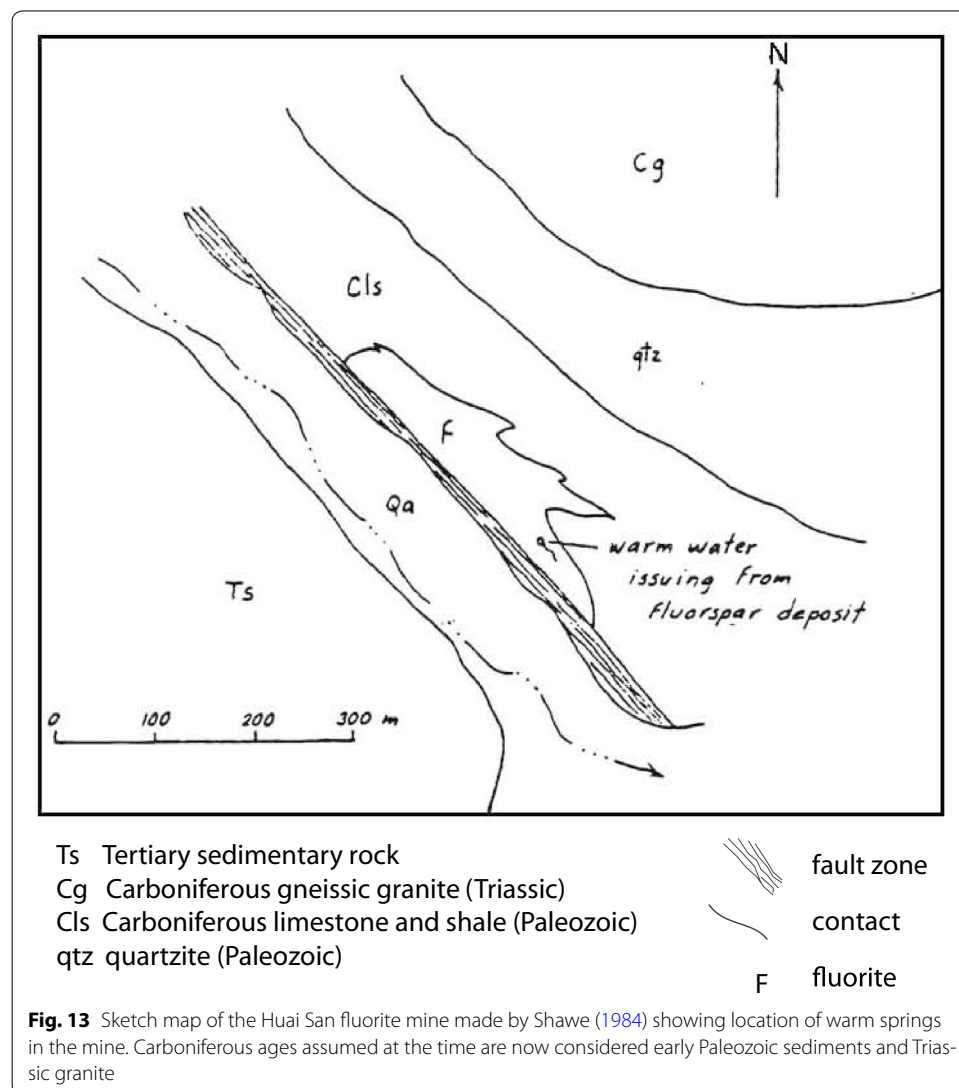 N
Cg
Cls
qtz
F
Qa
warm water
issuing from
fluorspar deposit
Ts
0 100 200 300 m
Ts Tertiary sedimentary rock
Cg Carboniferous gneissic granite (Triassic)
Cls Carboniferous limestone and shale (Paleozoic)
qtz quartzite (Paleozoic)
fault zone
contact
F fluorite
Fig. 13 Sketch map of the Huai San fluorite mine made by Shawe (1984) showing location of warm springs
in the mine. Carboniferous ages assumed at the time are now considered early Paleozoic sediments and Trias-
sic granite